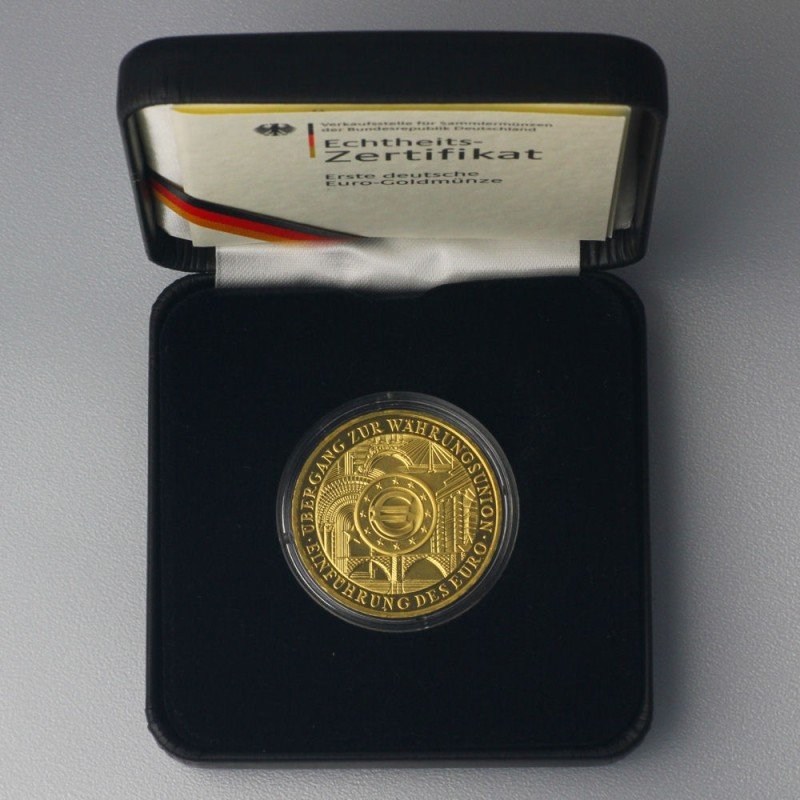 Verkaufsstelle für Sammlermünzen
der Bundesrepublik Deutschland
Echtheits-
Zertifikat
Erste deutsche
Euro-Goldmünze
· ÜBERGANG ZUR WÄHRUNGSUNION ·
EINFÜHRUNG DES EURO
€